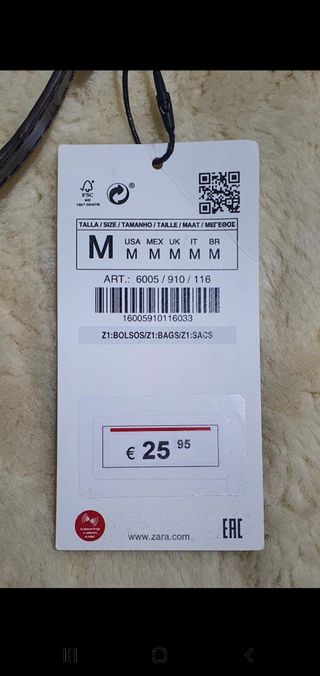 FSC
TALLA / SIZE / TAMANHO / TAILLE / MAAT / ΜΕΓΕΘΟΣ
M USA MEX UK IT BR
M M M M M
ART.: 6005 / 910 / 116
16005910116033
Z1:BOLSOS/Z1:BAGS/Z1:SACS
€ 25 95
www.zara.com
EAC